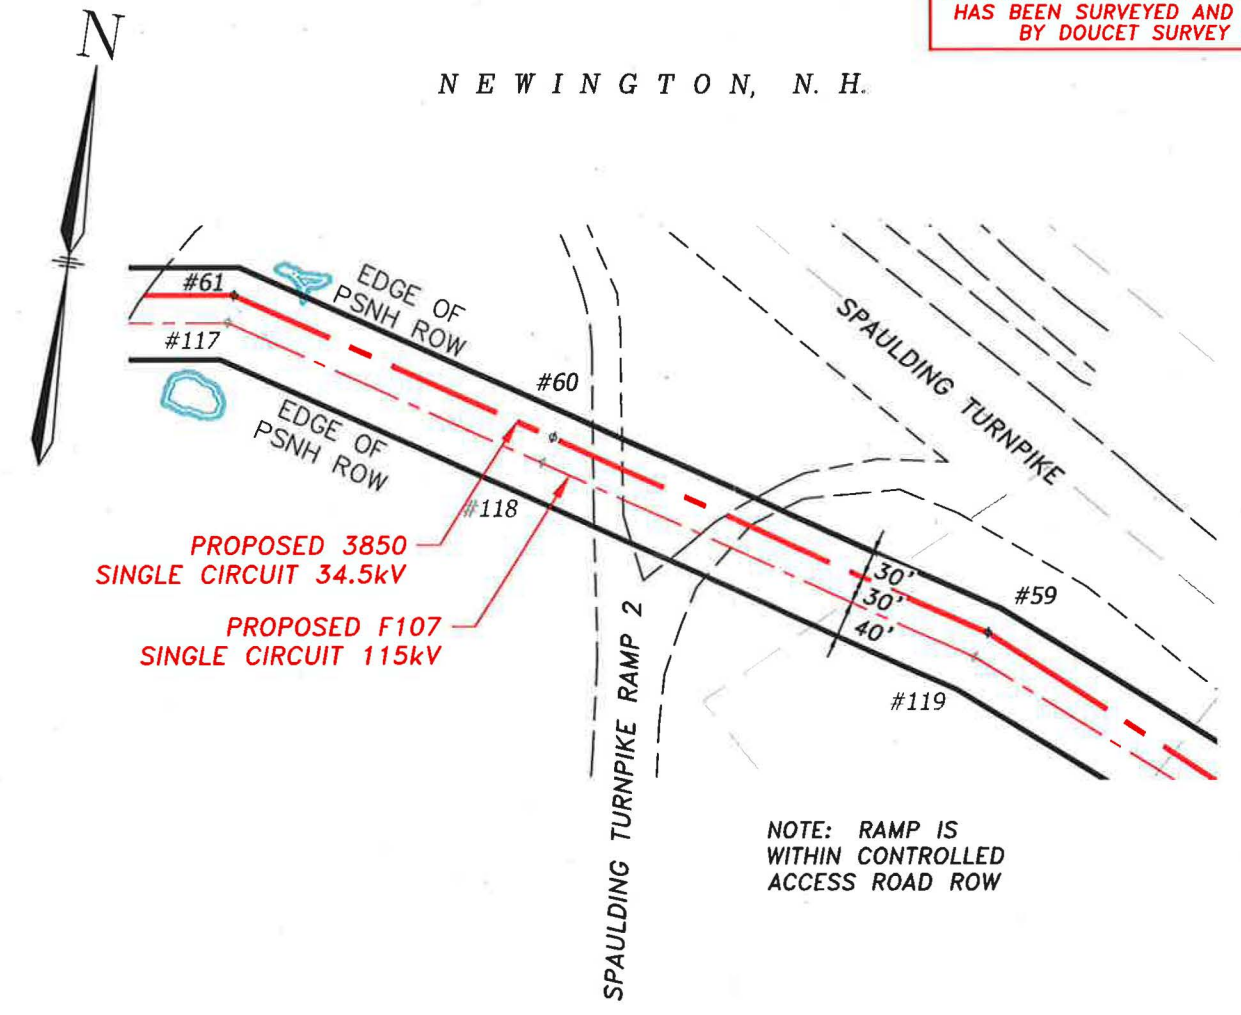 HAS BEEN SURVEYED AND
BY DOUCET SURVEY
N
NEWINGTON, N.H.
#61
EDGE OF
PSNH ROW
#117
#60
EDGE OF
PSNH ROW
SPAULDING TURNPIKE
#118
PROPOSED 3850
SINGLE CIRCUIT 34.5kV
PROPOSED F107
SINGLE CIRCUIT 115kV
30'
30'
40'
#59
#119
SPAULDING TURNPIKE RAMP 2
NOTE: RAMP IS
WITHIN CONTROLLED
ACCESS ROAD ROW